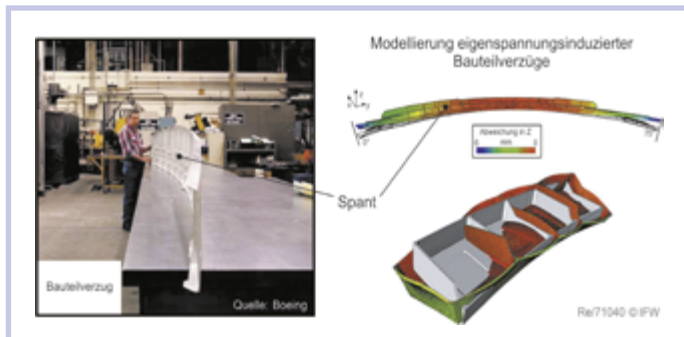 Modellierung eigenspannungsinduzierter
Bauteilverzüge
Abweichung in Z
mm
Spant
Bauteilverzug
Quelle: Boeing
Re/71040 © IFW